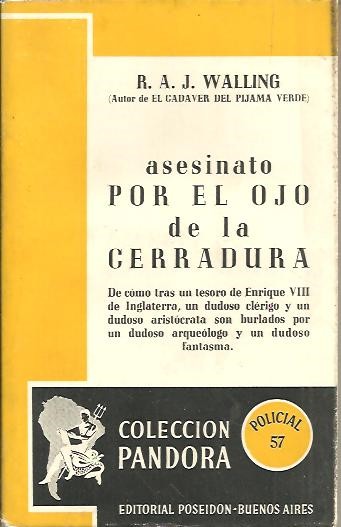 R. A. J. WALLING
(Autor de EL CADAVER DEL PIJAMA VERDE)
asesinato
POR EL OJO
de la
CERRADURA
De cómo tras un tesoro de Enrique VIII
de Inglaterra, un dudoso clérigo y un
dudoso aristócrata son burlados por
un dudoso arqueólogo y un dudoso
fantasma.
COLECCION
PANDORA
POLICIAL
57
EDITORIAL POSEIDON-BUENOS AIRES